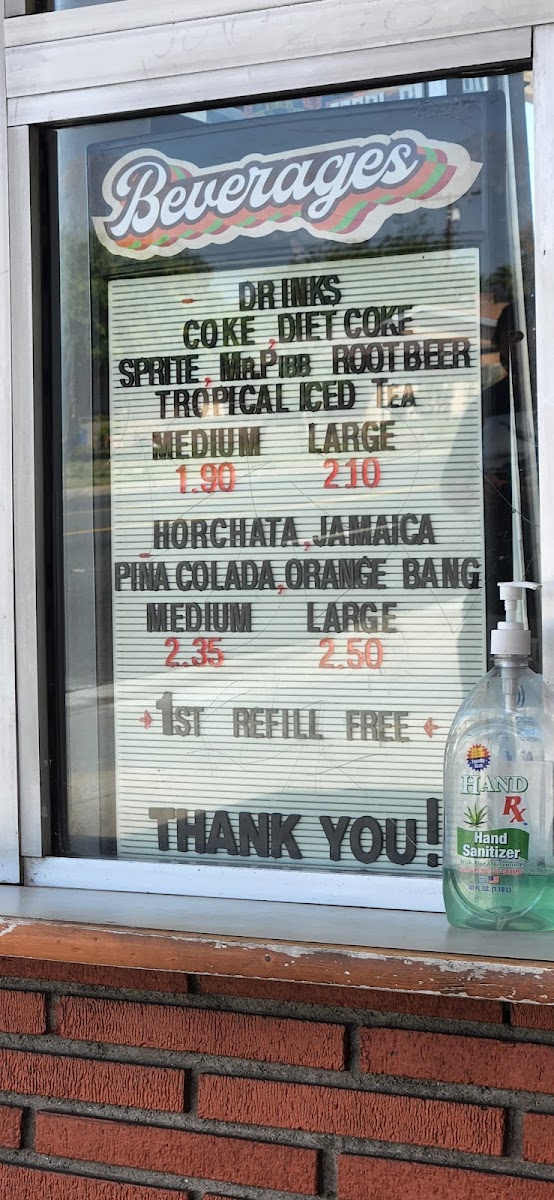 Beverages
DRINKS
COKE, DIET COKE
SPRITE, MR. PIBB ROOT BEER
TROPICAL ICED TEA
MEDIUM LARGE
1.90 2.10
HORCHATA, JAMAICA
PIÑA COLADA, ORANGE BANG
MEDIUM LARGE
2.35 2.50
1ST REFILL FREE
THANK YOU!
HAND
Rx
Hand
Sanitizer